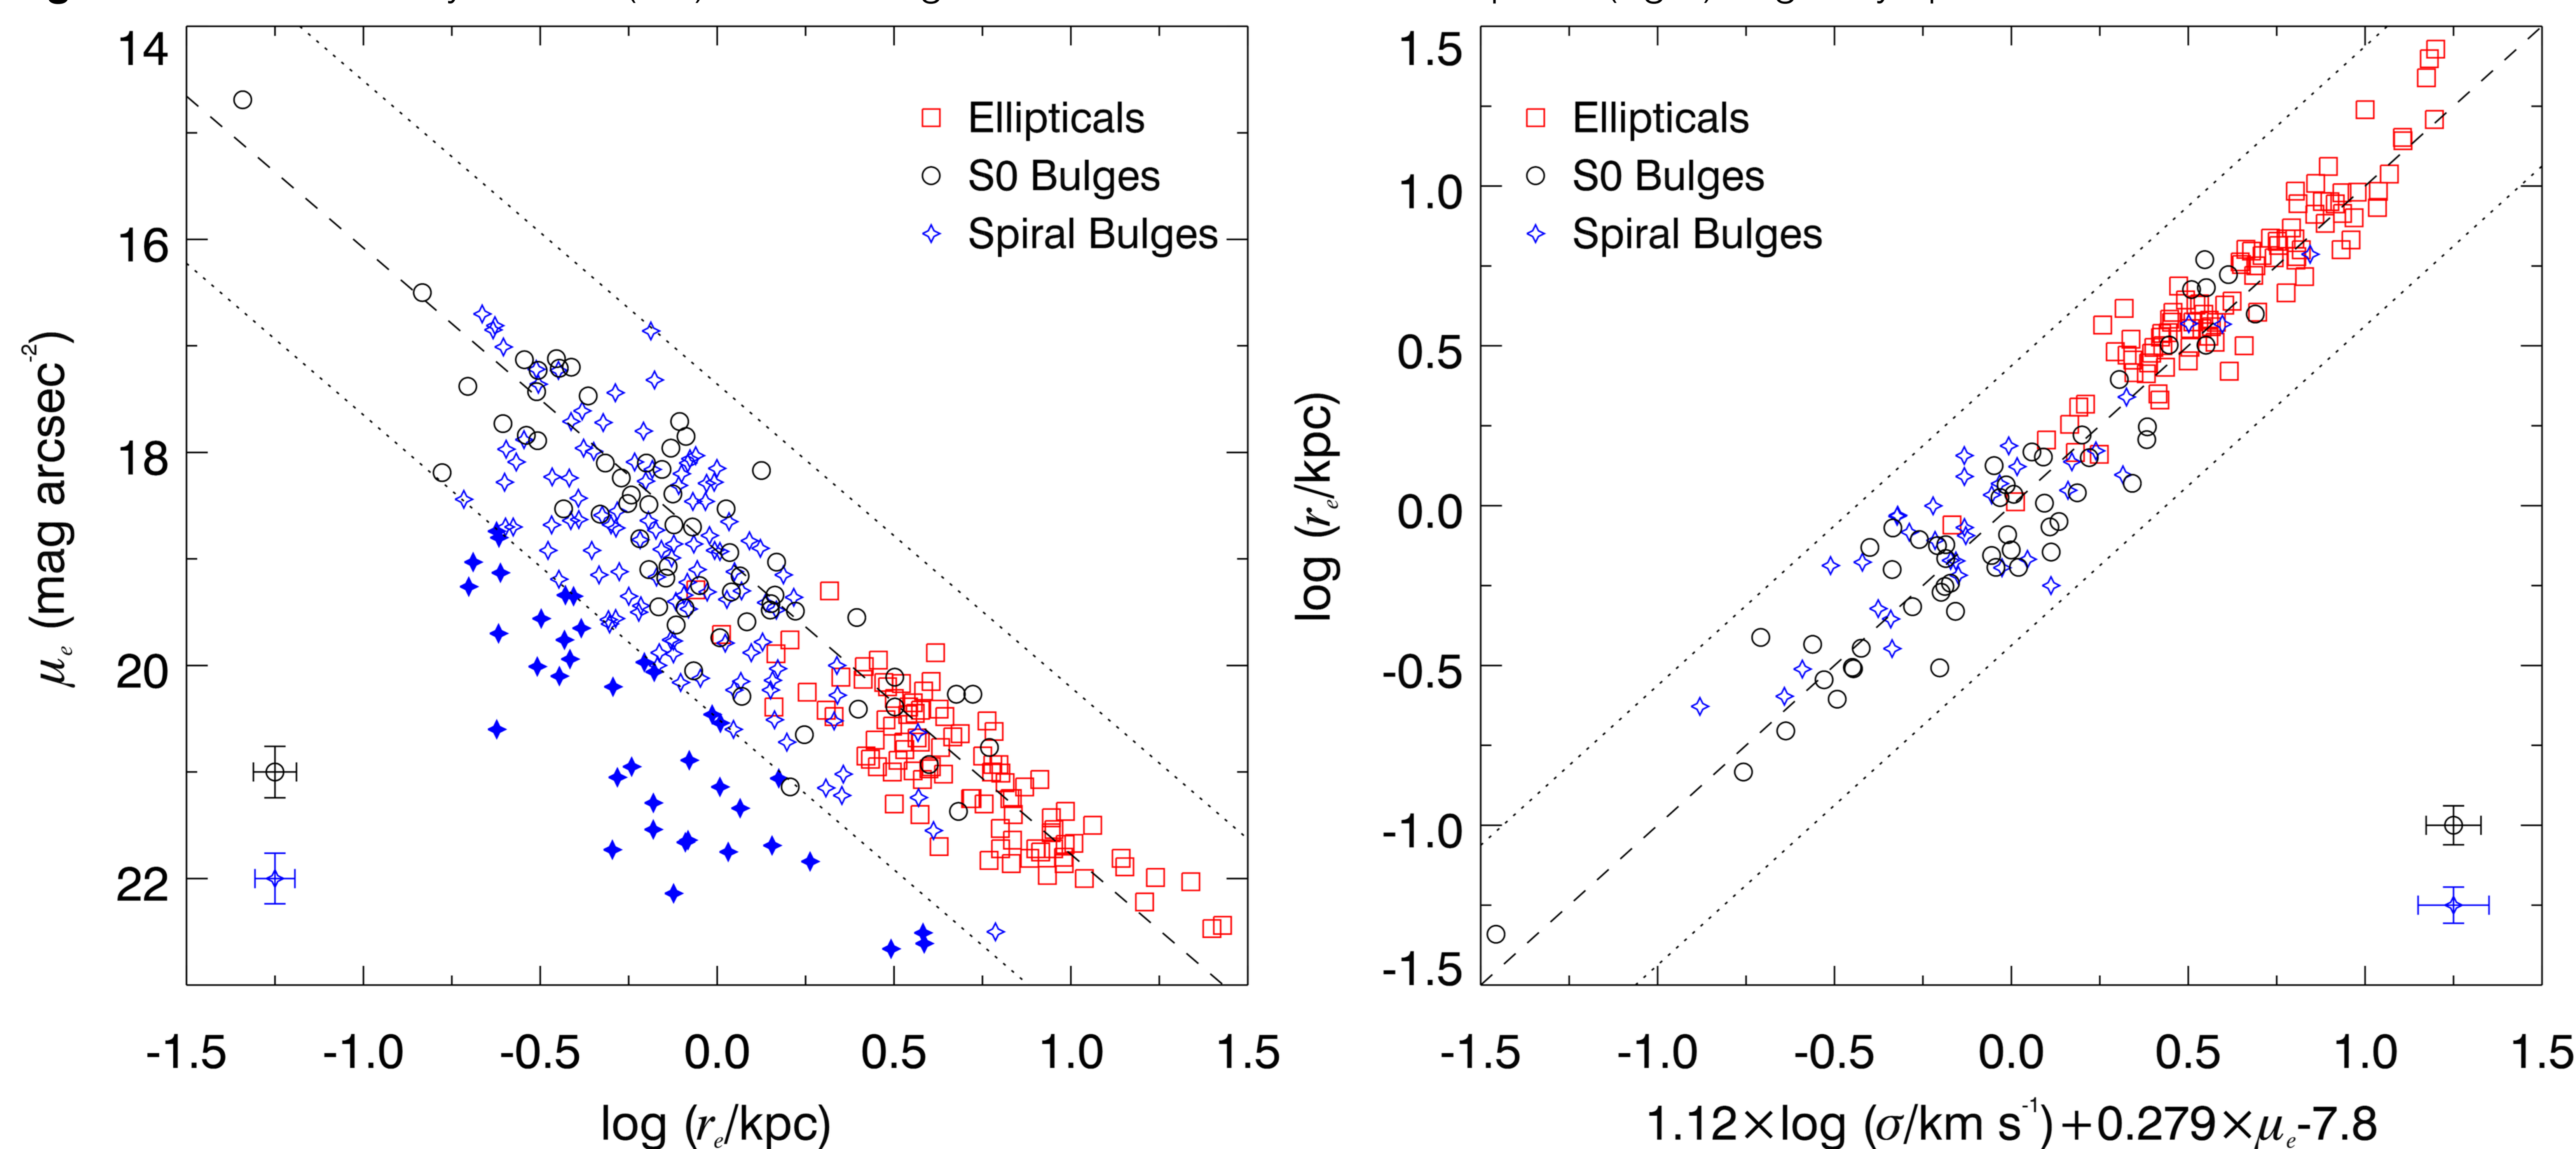 14
16
18
20
22
μe (mag arcsec-2)
Ellipticals
S0 Bulges
Spiral Bulges
-1.5 -1.0 -0.5 0.0 0.5 1.0 1.5
log (re/kpc)
1.5
1.0
0.5
0.0
-0.5
-1.0
-1.5
log (re/kpc)
Ellipticals
S0 Bulges
Spiral Bulges
-1.5 -1.0 -0.5 0.0 0.5 1.0 1.5
1.12×log (σ/km s-1)+0.279×μe-7.8